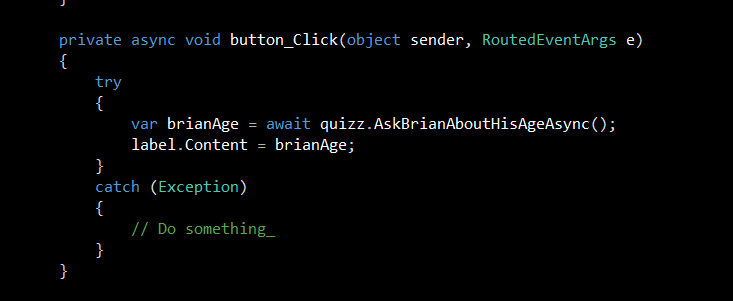 }
private async void button_Click(object sender, RoutedEventArgs e)
{
    try
    {
        var brianAge = await quizz.AskBrianAboutHisAgeAsync();
        label.Content = brianAge;
    }
    catch (Exception)
    {
        // Do something_
    }
}